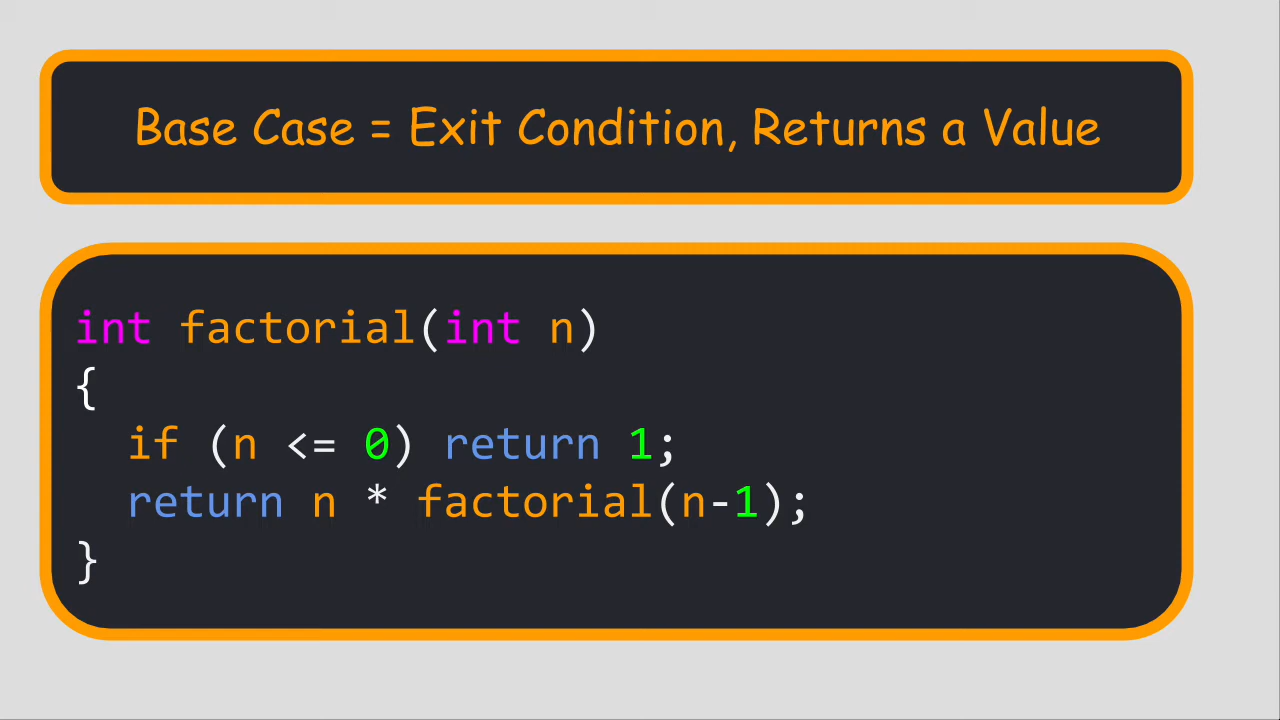 Base Case = Exit Condition, Returns a Value
int factorial(int n)
{
  if (n <= 0) return 1;
  return n * factorial(n-1);
}